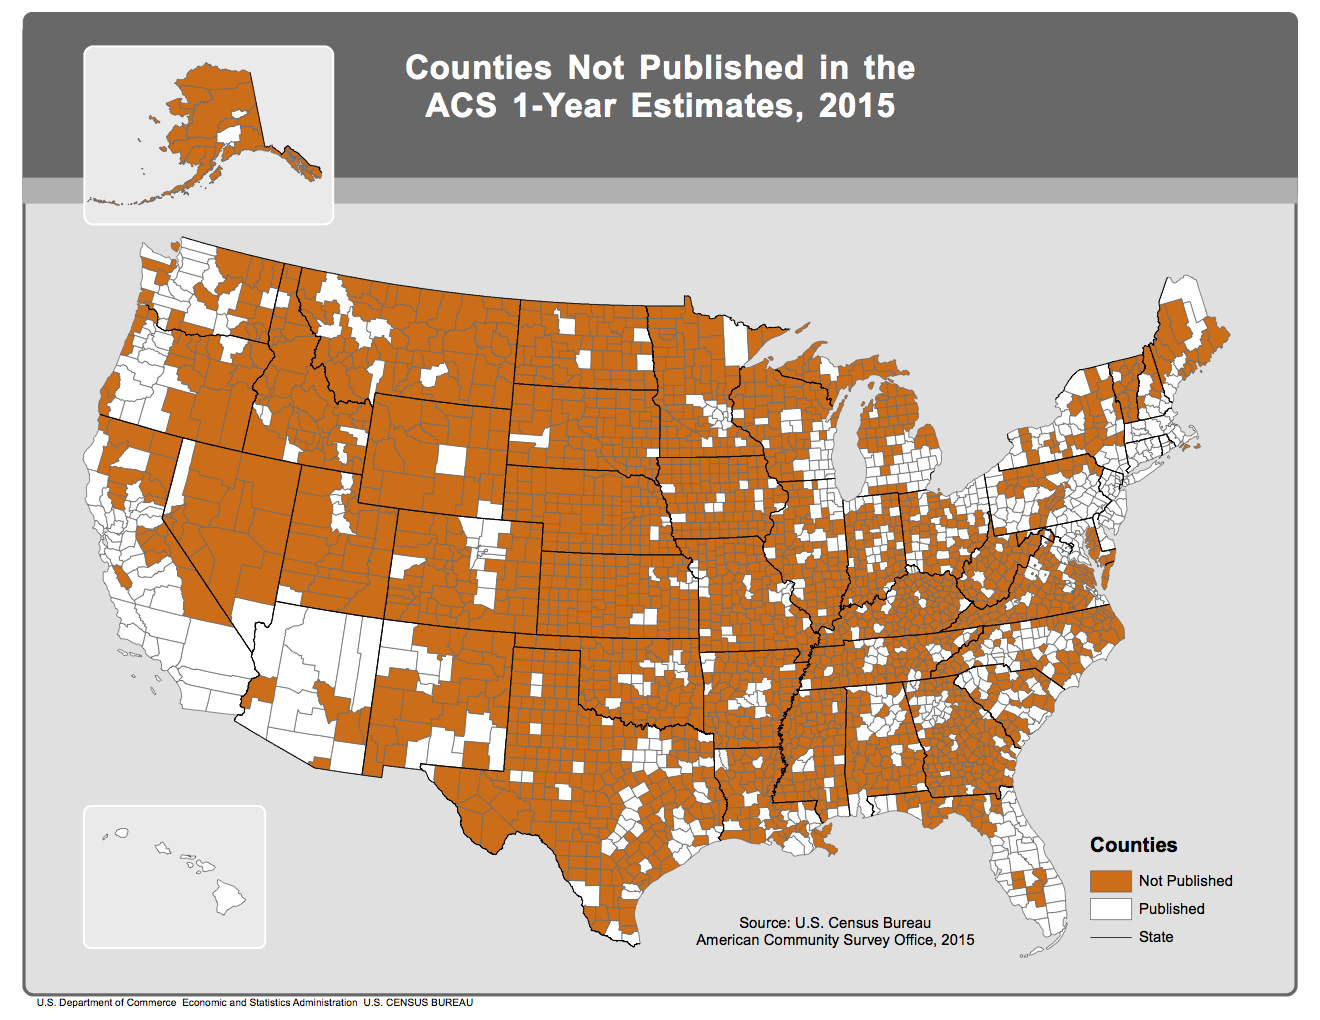 Counties Not Published in the
ACS 1-Year Estimates, 2015
Counties
Not Published
Published
State
Source: U.S. Census Bureau
American Community Survey Office, 2015
U.S. Department of Commerce  Economic and Statistics Administration  U.S. CENSUS BUREAU